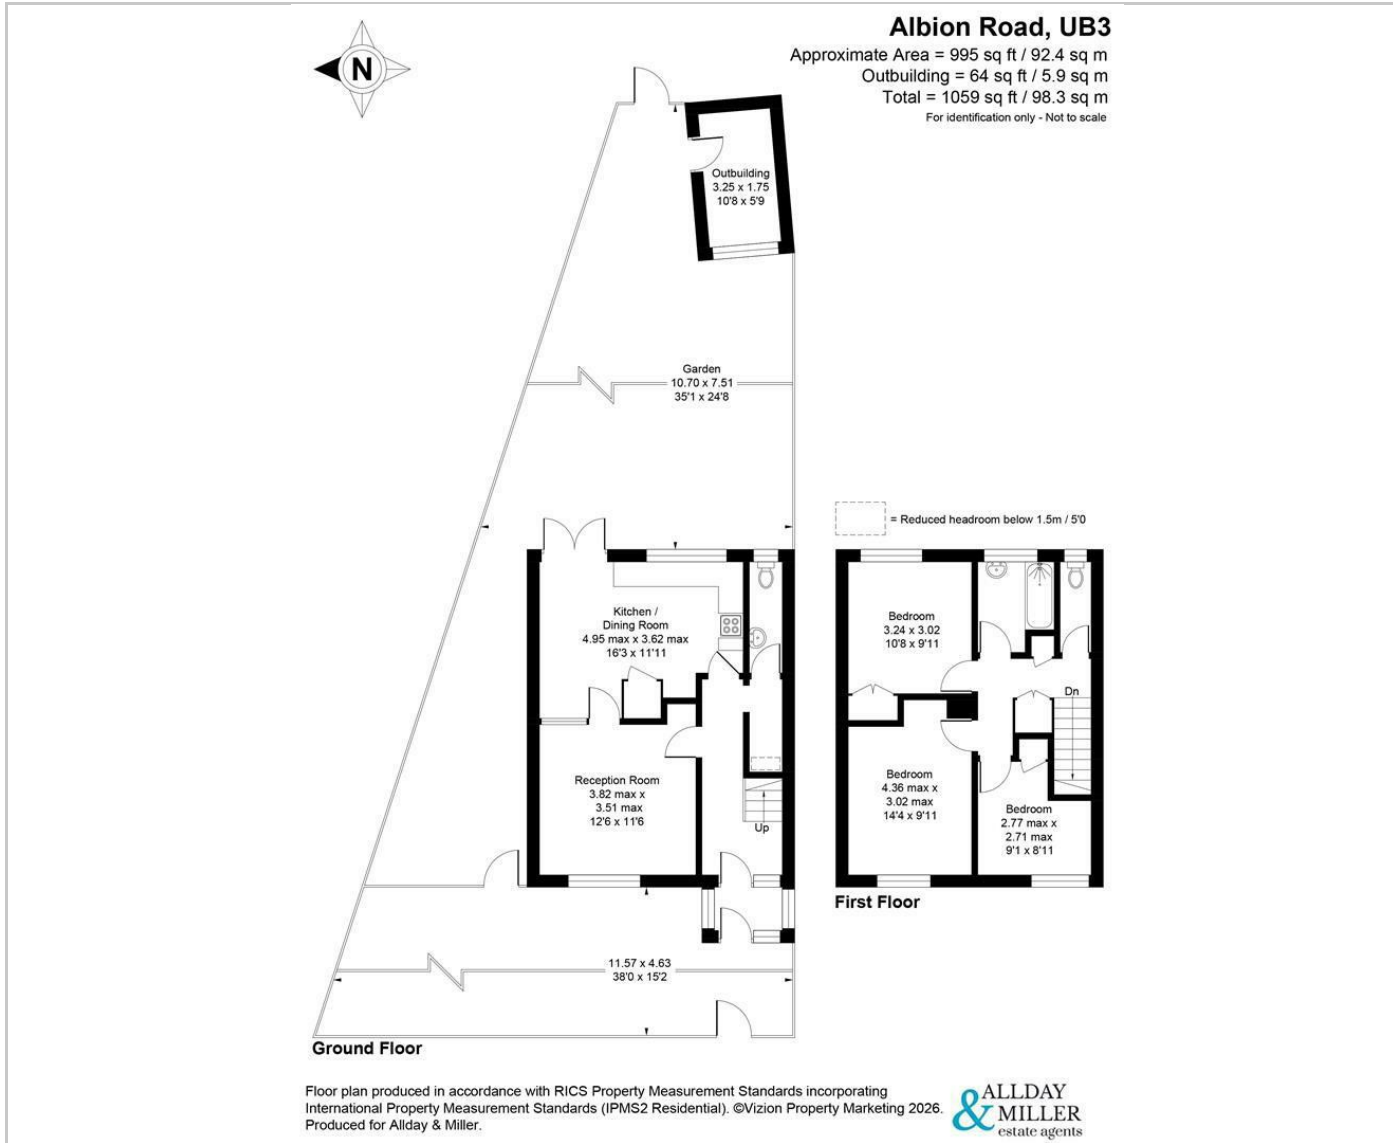 Albion Road, UB3
Approximate Area = 995 sq ft / 92.4 sq m
Outbuilding = 64 sq ft / 5.9 sq m
Total = 1059 sq ft / 98.3 sq m
For identification only - Not to scale
N
Outbuilding
3.25 x 1.75
10'8 x 5'9
Garden
10.70 x 7.51
35'1 x 24'8
= Reduced headroom below 1.5m / 5'0
Kitchen /
Dining Room
4.95 max x 3.62 max
16'3 x 11'11
Reception Room
3.82 max x
3.51 max
12'6 x 11'6
Up
11.57 x 4.63
38'0 x 15'2
Ground Floor
Bedroom
3.24 x 3.02
10'8 x 9'11
Dn
Bedroom
4.36 max x
3.02 max
14'4 x 9'11
Bedroom
2.77 max x
2.71 max
9'1 x 8'11
First Floor
Floor plan produced in accordance with RICS Property Measurement Standards incorporating
International Property Measurement Standards (IPMS2 Residential). ©Vizion Property Marketing 2026.
Produced for Allday & Miller.
ALLDAY
& MILLER
estate agents